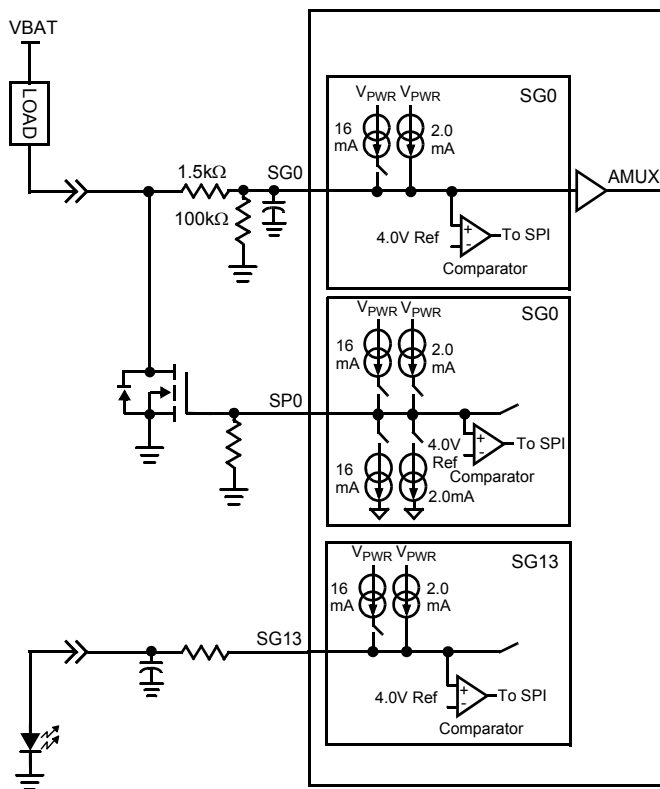 VBAT
LOAD
1.5kΩ
100kΩ
SG0
VPWR VPWR
SG0
16 mA
2.0 mA
AMUX
4.0V Ref
+
-
To SPI
Comparator
VPWR VPWR
SG0
16 mA
2.0 mA
SP0
4.0V Ref
+
-
To SPI
Comparator
16 mA
2.0mA
VPWR VPWR
SG13
16 mA
2.0 mA
SG13
4.0V Ref
+
-
To SPI
Comparator